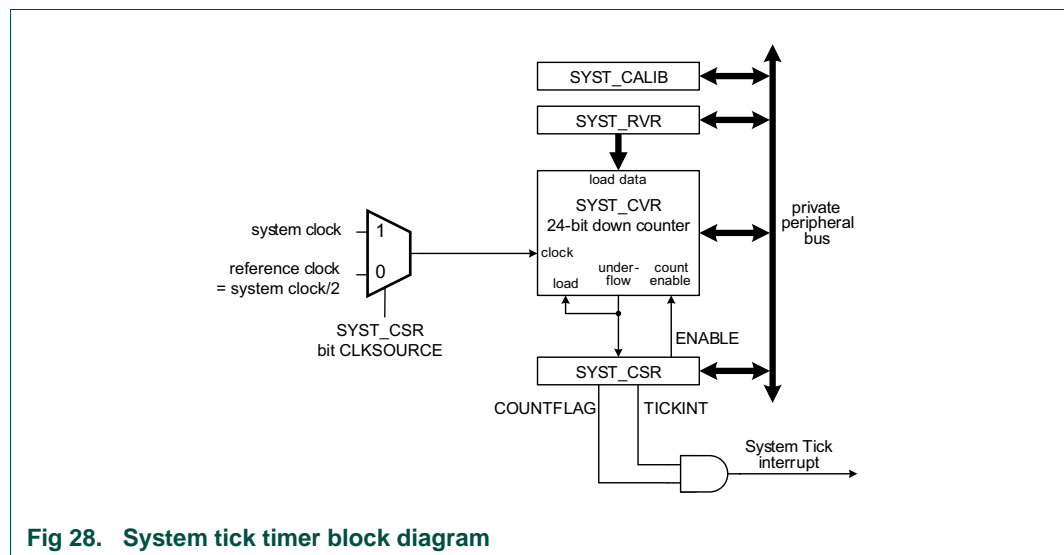 SYST_CALIB
SYST_RVR
load data
SYST_CVR
24-bit down counter
private
peripheral
bus
system clock
1
clock
reference clock
= system clock/2
0
under-
flow
count
enable
load
SYST_CSR
bit CLKSOURCE
ENABLE
SYST_CSR
COUNTFLAG
TICKINT
System Tick
interrupt
Fig 28. System tick timer block diagram